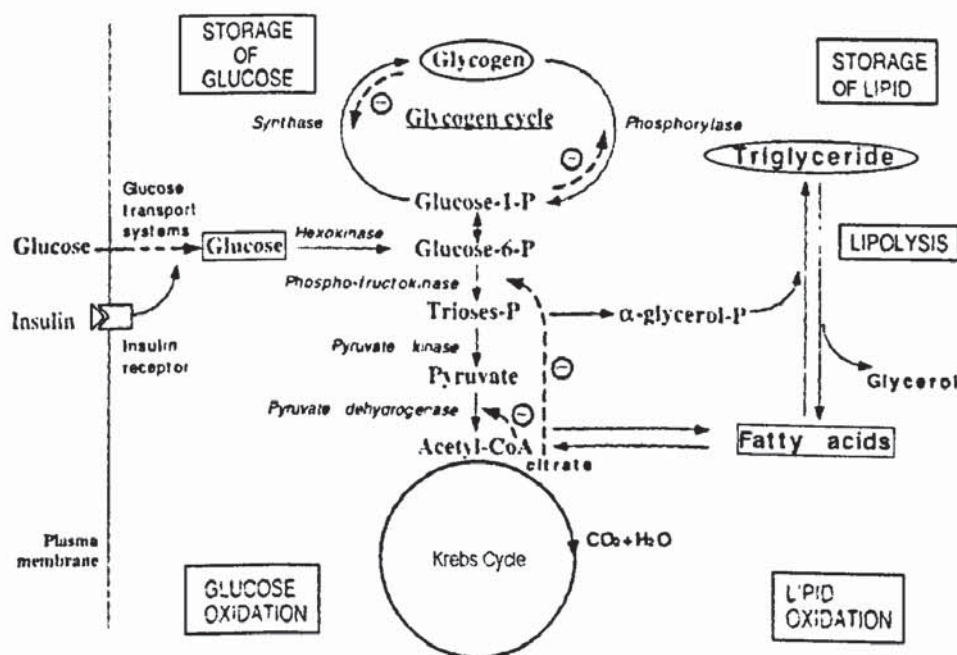 STORAGE
OF
GLUCOSE
Glycogen
STORAGE
OF LIPID
Synthase
Glycogen cycle
Phosphorylase
Triglyceride
Glucose-1-P
Glucose
transport
systems
Glucose
Glucose
Hexokinase
Glucose-6-P
LIPOLYSIS
Phospho-fructokinase
Insulin
Trioses-P
α-glycerol-P
Insulin
receptor
Pyruvate kinase
Pyruvate
Glycerol
Pyruvate dehydrogenase
Acetyl-CoA
citrate
Fatty acids
Plasma
membrane
Krebs Cycle
CO₂+H₂O
GLUCOSE
OXIDATION
LIPID
OXIDATION